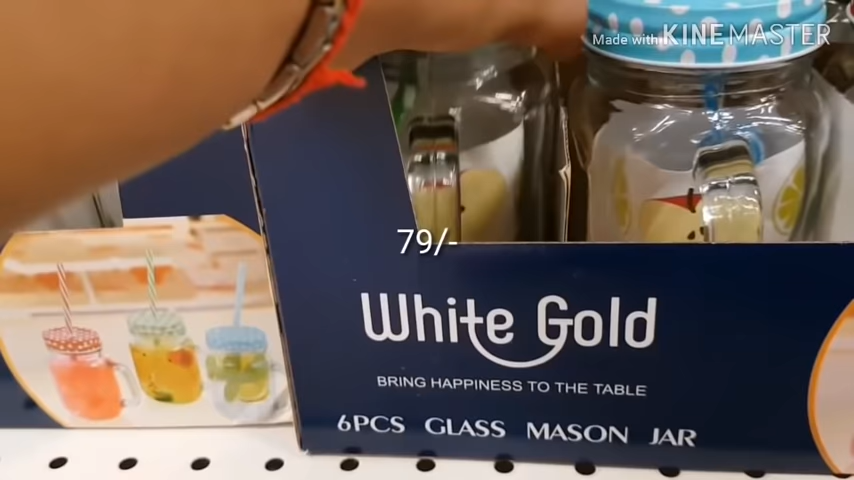 Made with KINEMASTER
79/-
White Gold
BRING HAPPINESS TO THE TABLE
6PCS GLASS MASON JAR